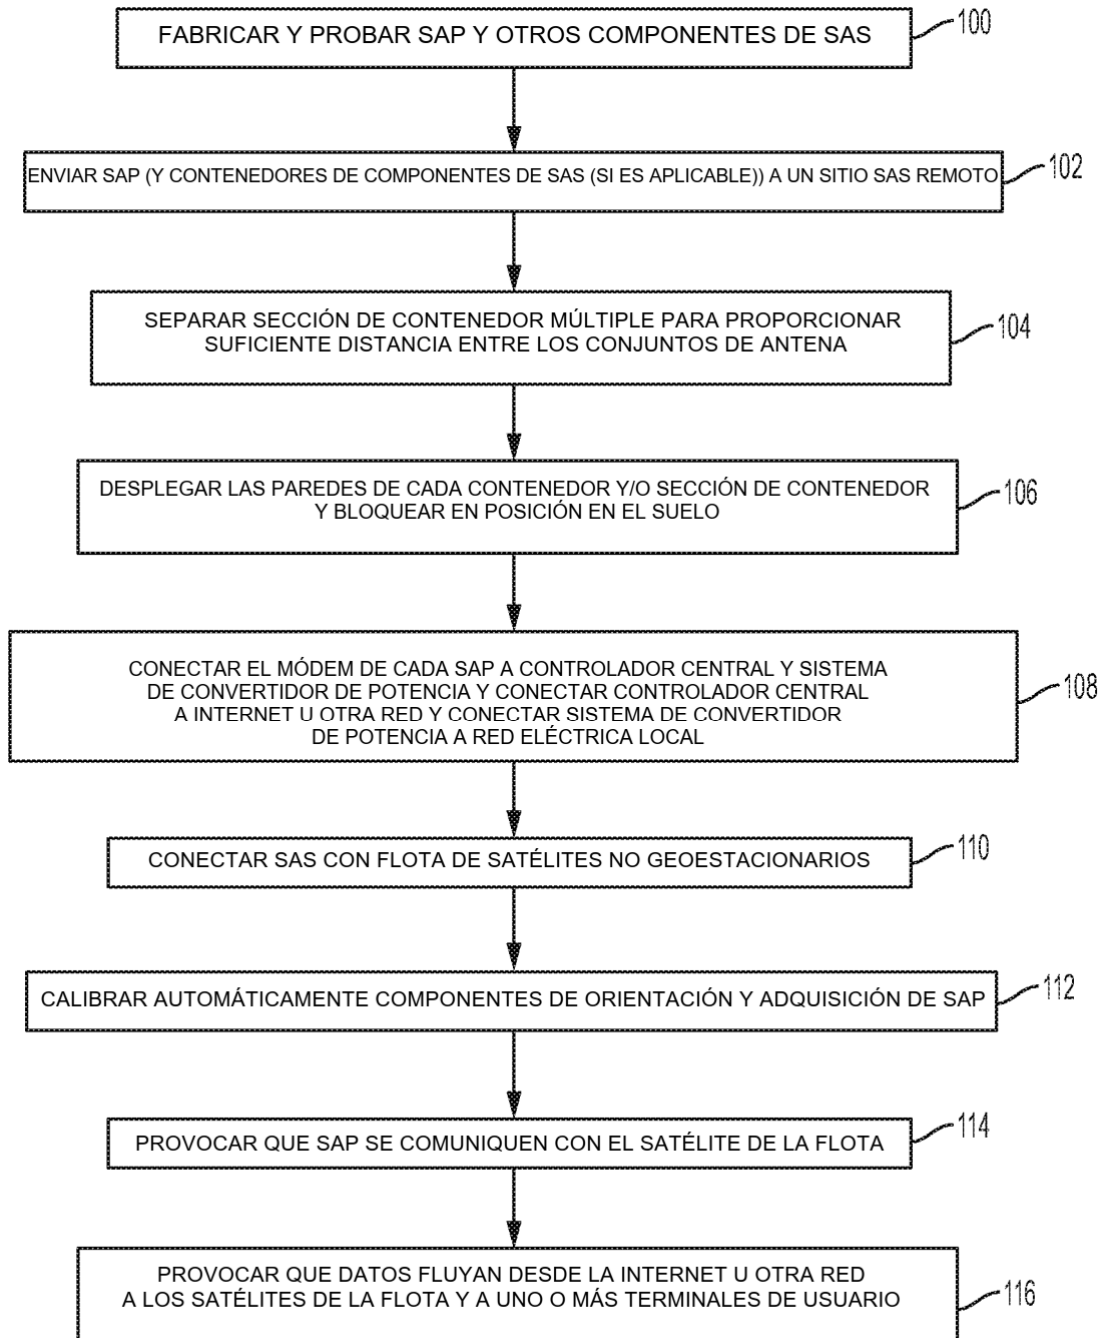 FABRICAR Y PROBAR SAP Y OTROS COMPONENTES DE SAS
100
ENVIAR SAP (Y CONTENEDORES DE COMPONENTES DE SAS (SI ES APLICABLE)) A UN SITIO SAS REMOTO
102
SEPARAR SECCIÓN DE CONTENEDOR MÚLTIPLE PARA PROPORCIONAR
SUFICIENTE DISTANCIA ENTRE LOS CONJUNTOS DE ANTENA
104
DESPLEGAR LAS PAREDES DE CADA CONTENEDOR Y/O SECCIÓN DE CONTENEDOR
Y BLOQUEAR EN POSICIÓN EN EL SUELO
106
CONECTAR EL MÓDEM DE CADA SAP A CONTROLADOR CENTRAL Y SISTEMA
DE CONVERTIDOR DE POTENCIA Y CONECTAR CONTROLADOR CENTRAL
A INTERNET U OTRA RED Y CONECTAR SISTEMA DE CONVERTIDOR
DE POTENCIA A RED ELÉCTRICA LOCAL
108
CONECTAR SAS CON FLOTA DE SATÉLITES NO GEOESTACIONARIOS
110
CALIBRAR AUTOMÁTICAMENTE COMPONENTES DE ORIENTACIÓN Y ADQUISICIÓN DE SAP
112
PROVOCAR QUE SAP SE COMUNIQUEN CON EL SATÉLITE DE LA FLOTA
114
PROVOCAR QUE DATOS FLUYAN DESDE LA INTERNET U OTRA RED
A LOS SATÉLITES DE LA FLOTA Y A UNO O MÁS TERMINALES DE USUARIO
116